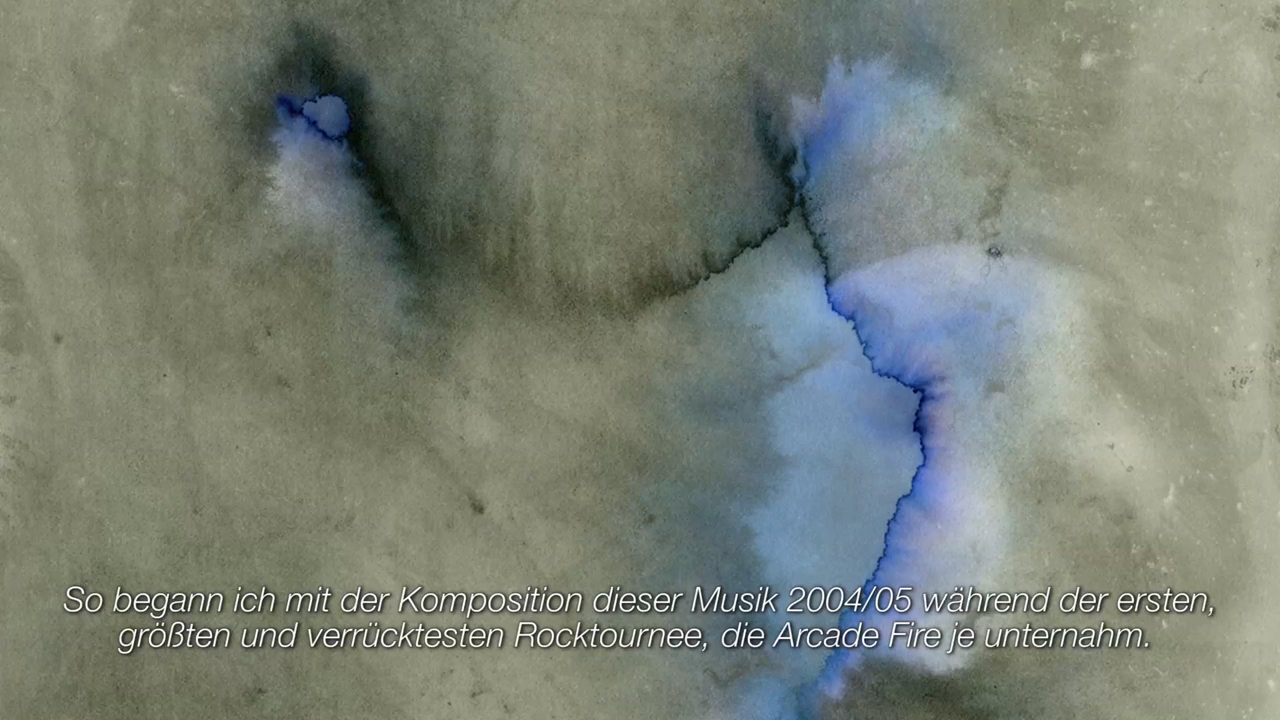 So begann ich mit der Komposition dieser Musik 2004/05 während der ersten,
größten und verrücktesten Rocktournee, die Arcade Fire je unternahm.